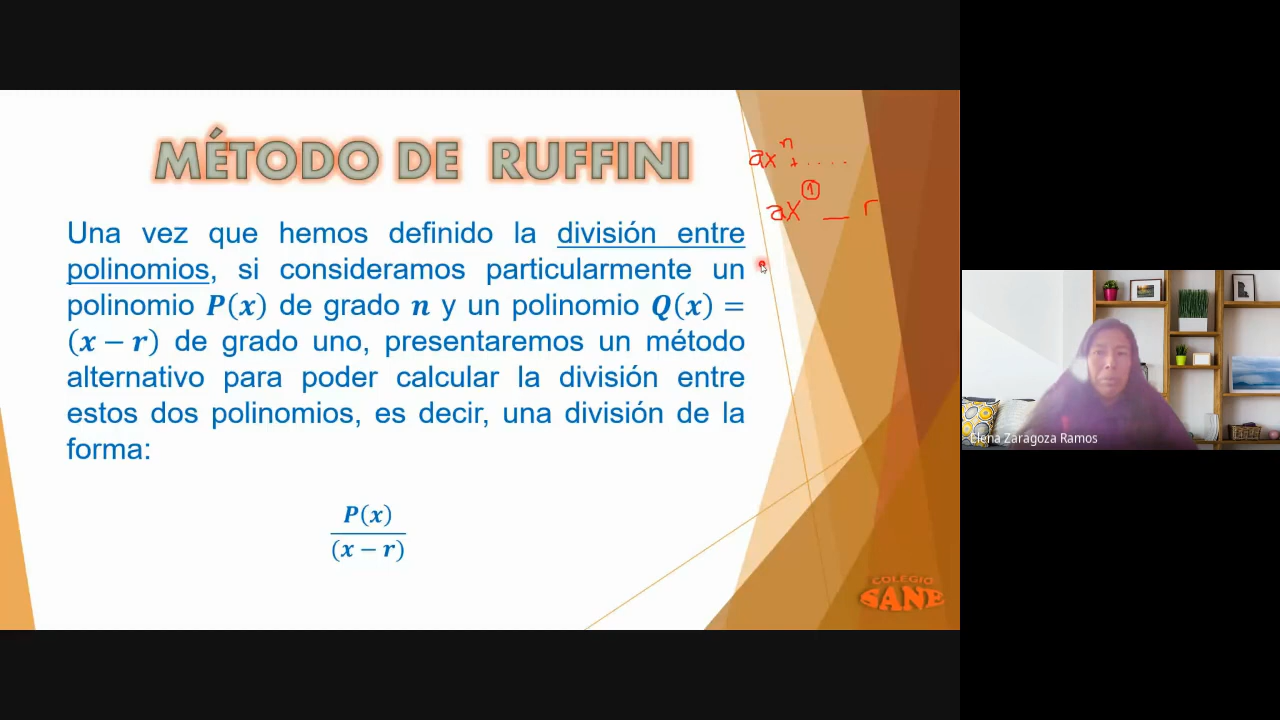 MÉTODO DE RUFFINI
ax^n + ....
ax^① _ r
Una vez que hemos definido la división entre
polinomios, si consideramos particularmente un
polinomio P(x) de grado n y un polinomio Q(x) =
(x − r) de grado uno, presentaremos un método
alternativo para poder calcular la división entre
estos dos polinomios, es decir, una división de la
forma:
P(x)
(x − r)
COLEGIO
SANE
Elena Zaragoza Ramos